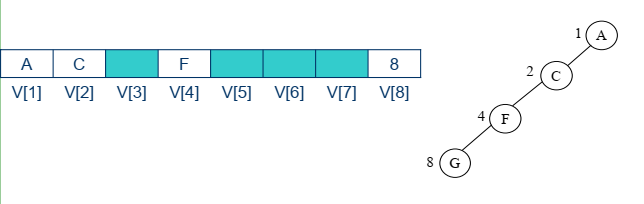 A C F 8
V[1] V[2] V[3] V[4] V[5] V[6] V[7] V[8]
1 A
2 C
4 F
8 G